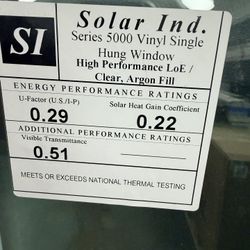 SI
Solar Ind.
Series 5000 Vinyl Single
Hung Window
High Performance LoE /
Clear, Argon Fill
ENERGY PERFORMANCE RATINGS
U-Factor (U.S./I-P)
Solar Heat Gain Coefficient
0.29
0.22
ADDITIONAL PERFORMANCE RATINGS
Visible Transmittance
0.51
MEETS OR EXCEEDS NATIONAL THERMAL TESTING